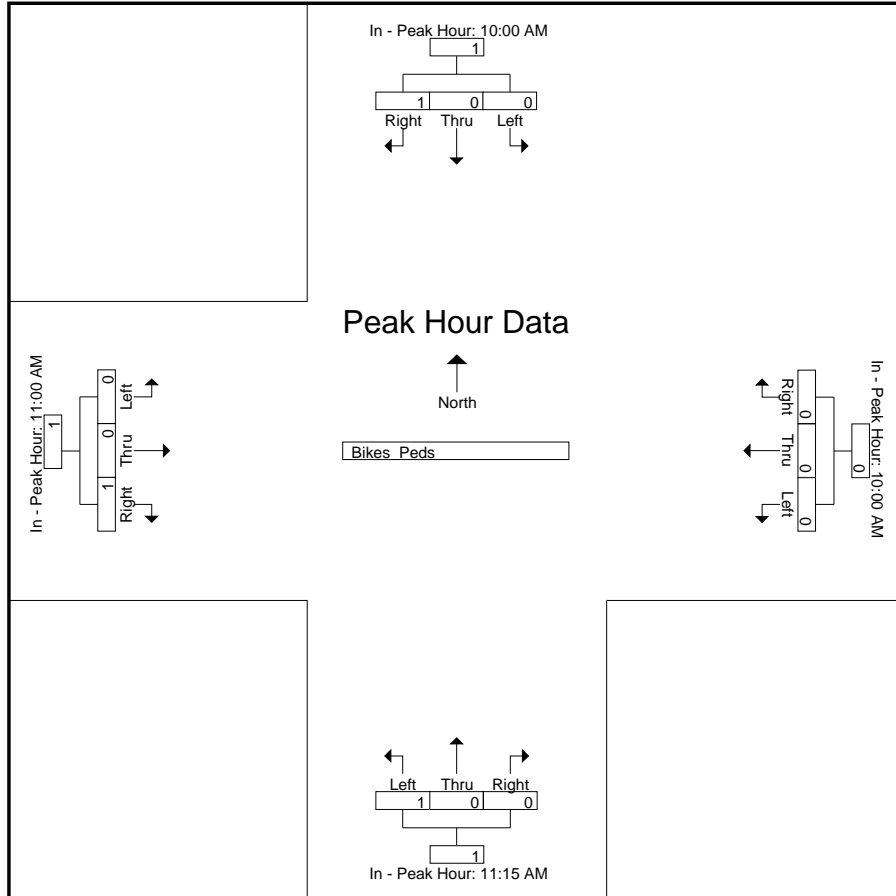 In - Peak Hour: 10:00 AM
1
1 0 0
Right Thru Left
Peak Hour Data
North
Bikes Peds
In - Peak Hour: 11:00 AM
1
0 0 1
Left Thru Right
In - Peak Hour: 10:00 AM
0
0 0 0
Right Thru Left
Left Thru Right
1 0 0
1
In - Peak Hour: 11:15 AM